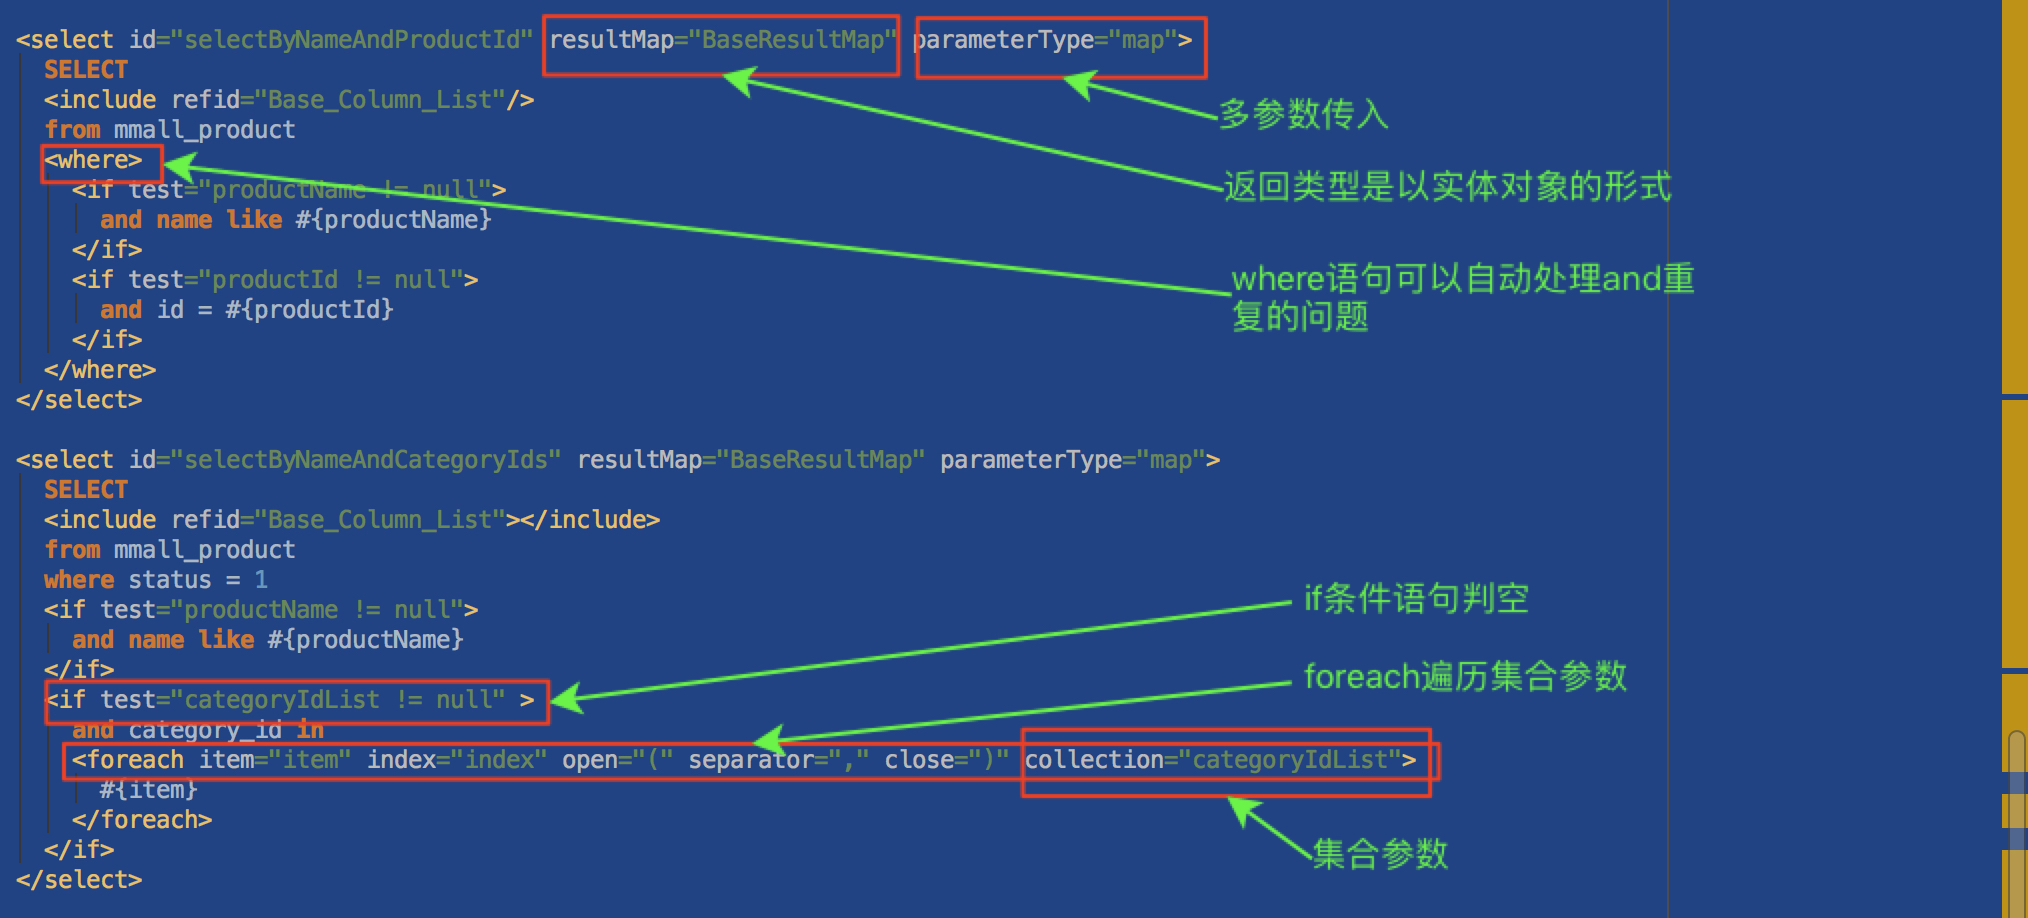 <select id="selectByNameAndProductId" resultMap="BaseResultMap" parameterType="map">
SELECT
<include refid="Base_Column_List"/>
多参数传入
from mmall_product
<where>
返回类型是以实体对象的形式
<if test="productName != null">
and name like #{productName}
</if>
<if test="productId != null">
where语句可以自动处理and重
复的问题
and id = #{productId}
</if>
</where>
</select>
<select id="selectByNameAndCategoryIds" resultMap="BaseResultMap" parameterType="map">
SELECT
<include refid="Base_Column_List"></include>
from mmall_product
where status = 1
if条件语句判空
<if test="productName != null">
and name like #{productName}
</if>
foreach遍历集合参数
<if test="categoryIdList != null" >
and category_id in
<foreach item="item" index="index" open="(" separator="," close=")" collection="categoryIdList">
#{item}
</foreach>
</if>
集合参数
</select>